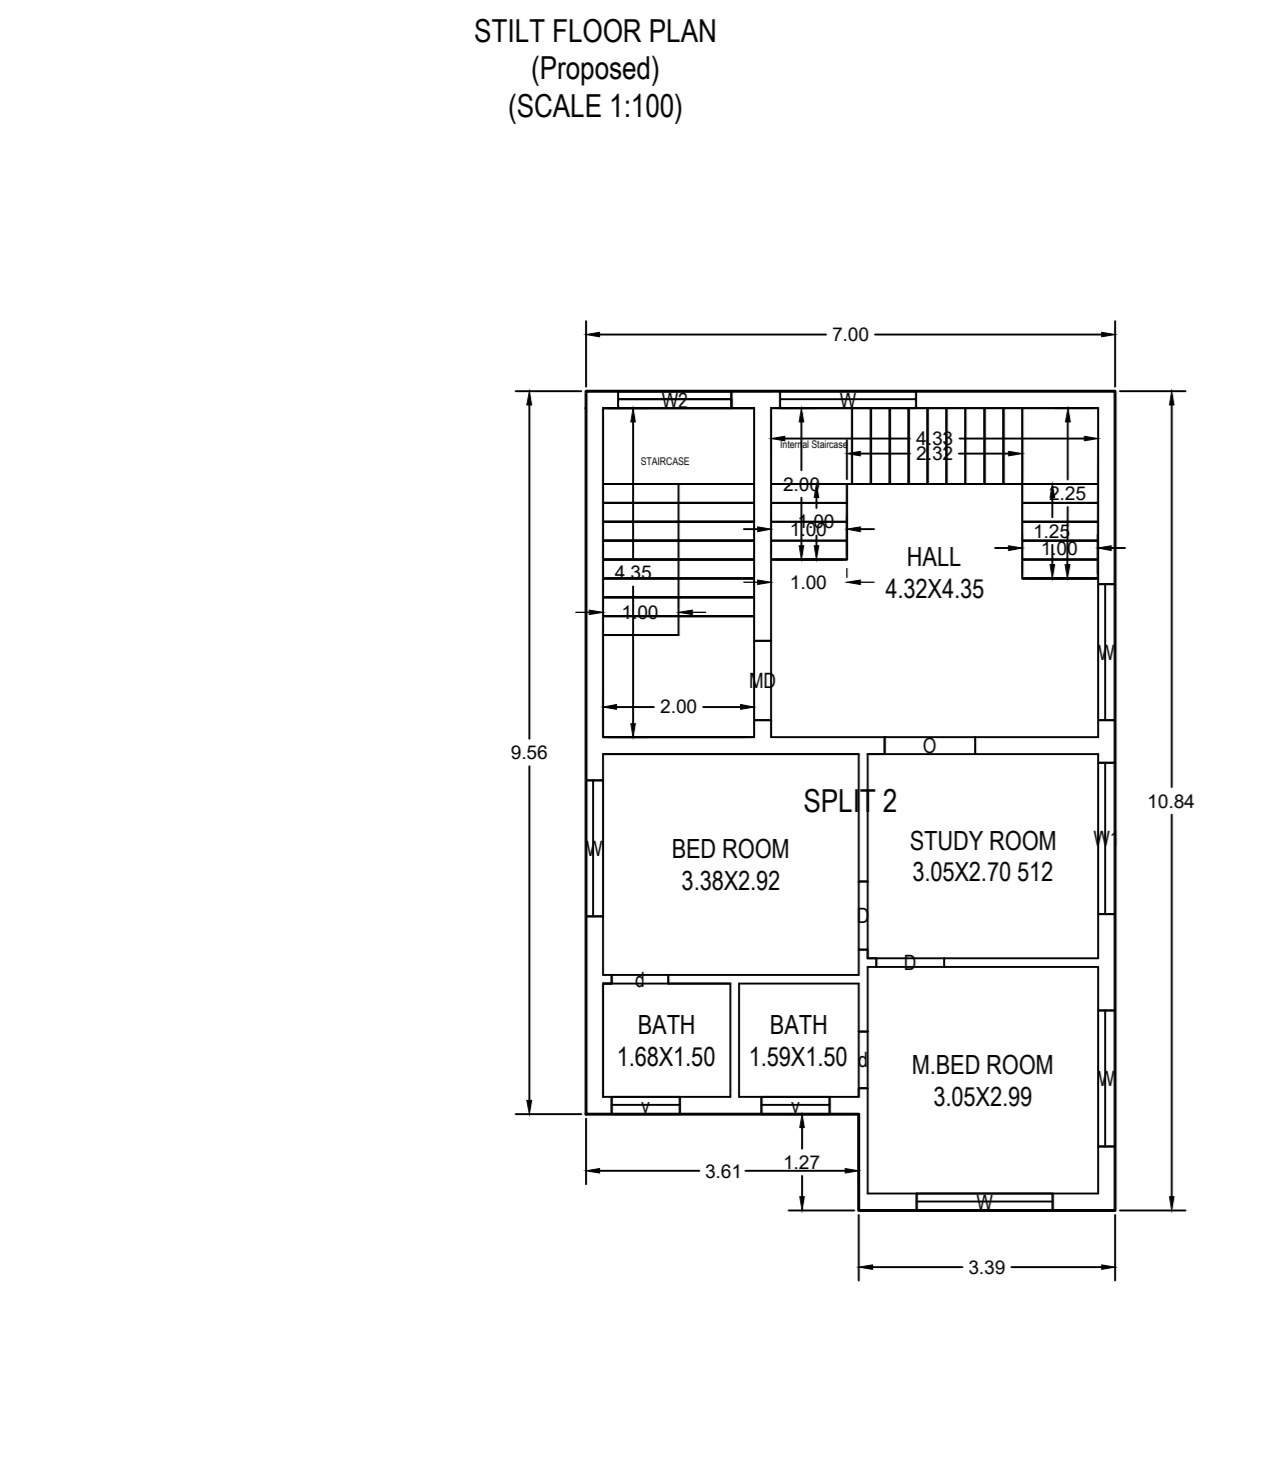 STILT FLOOR PLAN
(Proposed)
(SCALE 1:100)
7.00
W2
W
4.33
Internal Staircase
2.32
STAIRCASE
2.00
2.25
1.00
1.00
1.25
1.00
HALL
4.35
1.00
4.32X4.35
1.00
W
MD
2.00
O
9.56
SPLIT 2
10.84
W
BED ROOM
3.38X2.92
STUDY ROOM
3.05X2.70 512
W1
D
D
d
BATH
1.68X1.50
BATH
1.59X1.50
d
M.BED ROOM
3.05X2.99
W
v
v
1.27
3.61
W
3.39